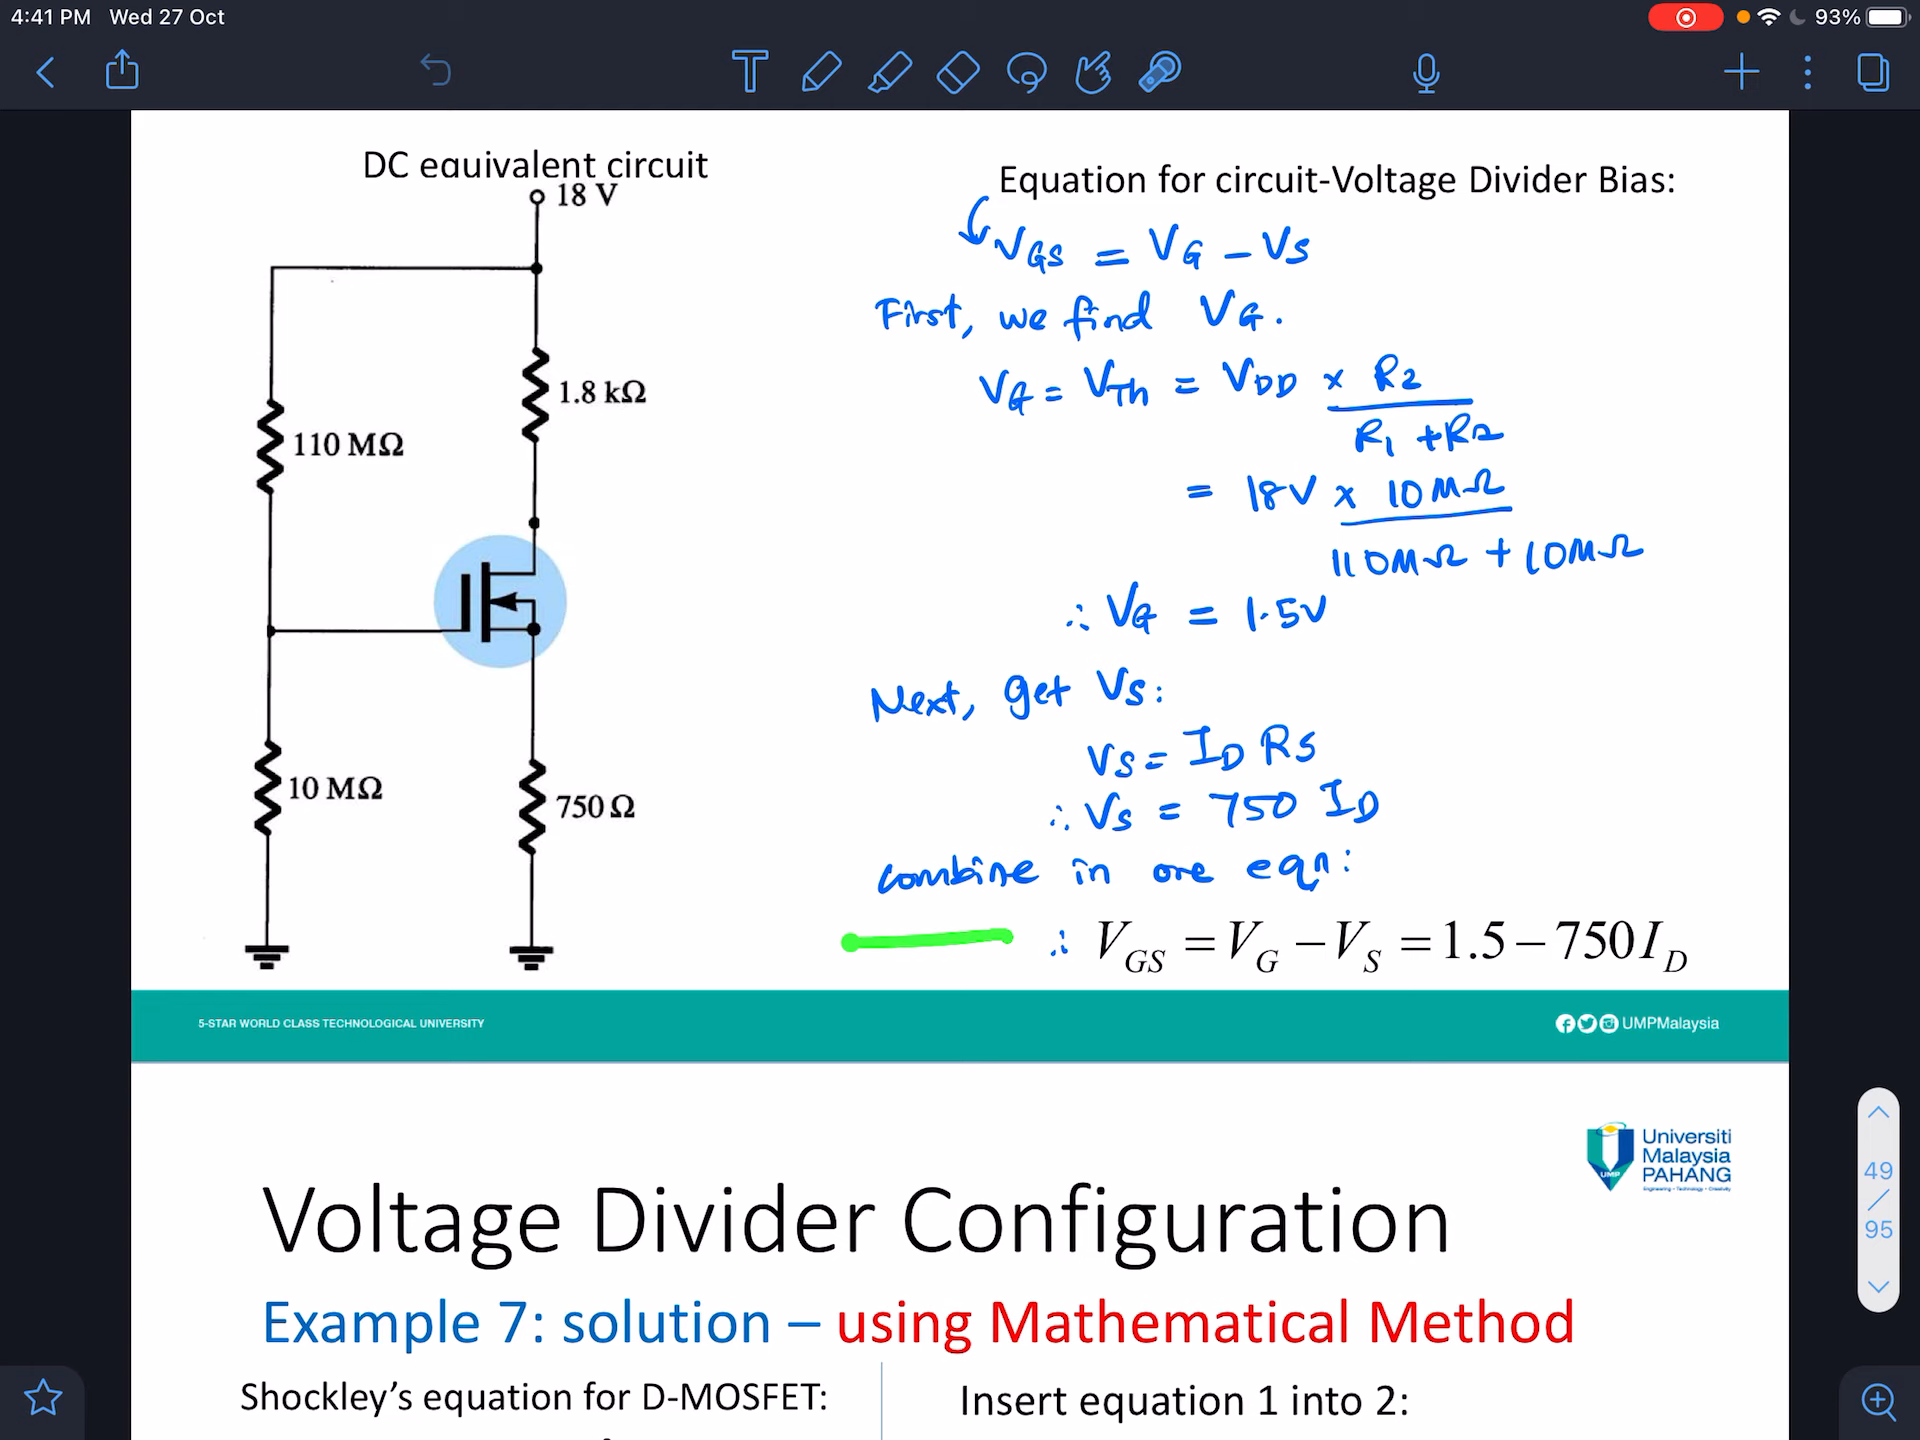 4:41 PM Wed 27 Oct
93%
DC equivalent circuit
18 V
1.8 kΩ
110 MΩ
10 MΩ
750 Ω
Equation for circuit-Voltage Divider Bias:
VGS = VG - VS
First, we find VG.
VG = VTh = VDD x R2
R1 + R2
= 18V x 10MΩ
110MΩ + 10MΩ
∴ VG = 1.5V
Next, get VS:
VS = ID RS
∴ VS = 750 ID
combine in one eqn:
∴ VGS = VG − VS = 1.5 − 750ID
5-STAR WORLD CLASS TECHNOLOGICAL UNIVERSITY
UMPMalaysia
UMP
Universiti
Malaysia
PAHANG
Engineering • Technology • Creativity
Voltage Divider Configuration
Example 7: solution – using Mathematical Method
Shockley's equation for D-MOSFET:
Insert equation 1 into 2:
49
/
95